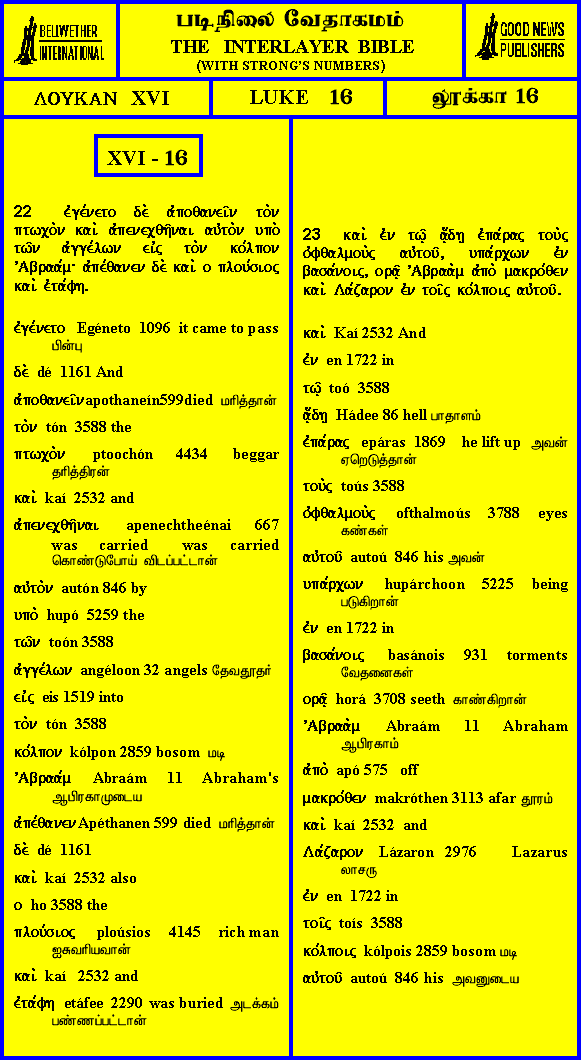 BELLWETHER
INTERNATIONAL
படிநிலை வேதாகமம்
THE INTERLAYER BIBLE
(WITH STRONG'S NUMBERS)
GOOD NEWS
PUBLISHERS
ΛΟΥΚΑΝ XVI
LUKE 16
லூக்கா 16
XVI - 16
22 ἐγένετο δὲ ἀποθανεῖν τὸν
πτωχὸν καὶ ἀπενεχθῆναι αὐτὸν υπὸ
τῶν ἀγγέλων εἰς τὸν κόλπον
Ἀβραάμ· ἀπέθανεν δὲ καὶ ο πλούσιος
καὶ ἐτάφη.
ἐγένετο Egéneto 1096 it came to pass
பின்பு
δὲ dé 1161 And
ἀποθανεῖν apothaneín599died மரித்தான்
τὸν tón 3588 the
πτωχὸν ptoochón 4434 beggar
தரித்திரன்
καὶ kaí 2532 and
ἀπενεχθῆναι apenechtheénai 667
was carried was carried
கொண்டுபோய் விடப்பட்டான்
αὐτὸν autón 846 by
υπὸ hupó 5259 the
τῶν toón 3588
ἀγγέλων angéloon 32 angels தேவதூதர்
εἰς eis 1519 into
τὸν tón 3588
κόλπον kólpon 2859 bosom மடி
Ἀβραάμ Abraám 11 Abraham's
ஆபிரகாமுடைய
ἀπέθανεν Apéthanen 599 died மரித்தான்
δὲ dé 1161
καὶ kaí 2532 also
ο ho 3588 the
πλούσιος ploúsios 4145 rich man
ஐசுவரியவான்
καὶ kaí 2532 and
ἐτάφη etáfee 2290 was buried அடக்கம்
பண்ணப்பட்டான்
23 καὶ ἐν τῷ ᾅδῃ ἐπάρας τοὺς
ὀφθαλμοὺς αὐτοῦ, υπάρχων ἐν
βασάνοις, ορᾷ Ἀβραὰμ ἀπὸ μακρόθεν
καὶ Λάζαρον ἐν τοῖς κόλποις αὐτοῦ.
καὶ Kaí 2532 And
ἐν en 1722 in
τῷ toó 3588
ᾅδῃ Hádee 86 hell பாதாளம்
ἐπάρας epáras 1869 he lift up அவன்
ஏறெடுத்தான்
τοὺς toús 3588
ὀφθαλμοὺς ofthalmoús 3788 eyes
கண்கள்
αὐτοῦ autoú 846 his அவன்
υπάρχων hupárchoon 5225 being
படுகிறான்
ἐν en 1722 in
βασάνοις basánois 931 torments
வேதனைகள்
ορᾷ horá 3708 seeth காண்கிறான்
Ἀβραὰμ Abraám 11 Abraham
ஆபிரகாம்
ἀπὸ apó 575 off
μακρόθεν makróthen 3113 afar தூரம்
καὶ kaí 2532 and
Λάζαρον Lázaron 2976 Lazarus
லாசரு
ἐν en 1722 in
τοῖς toís 3588
κόλποις kólpois 2859 bosom மடி
αὐτοῦ autoú 846 his அவனுடைய